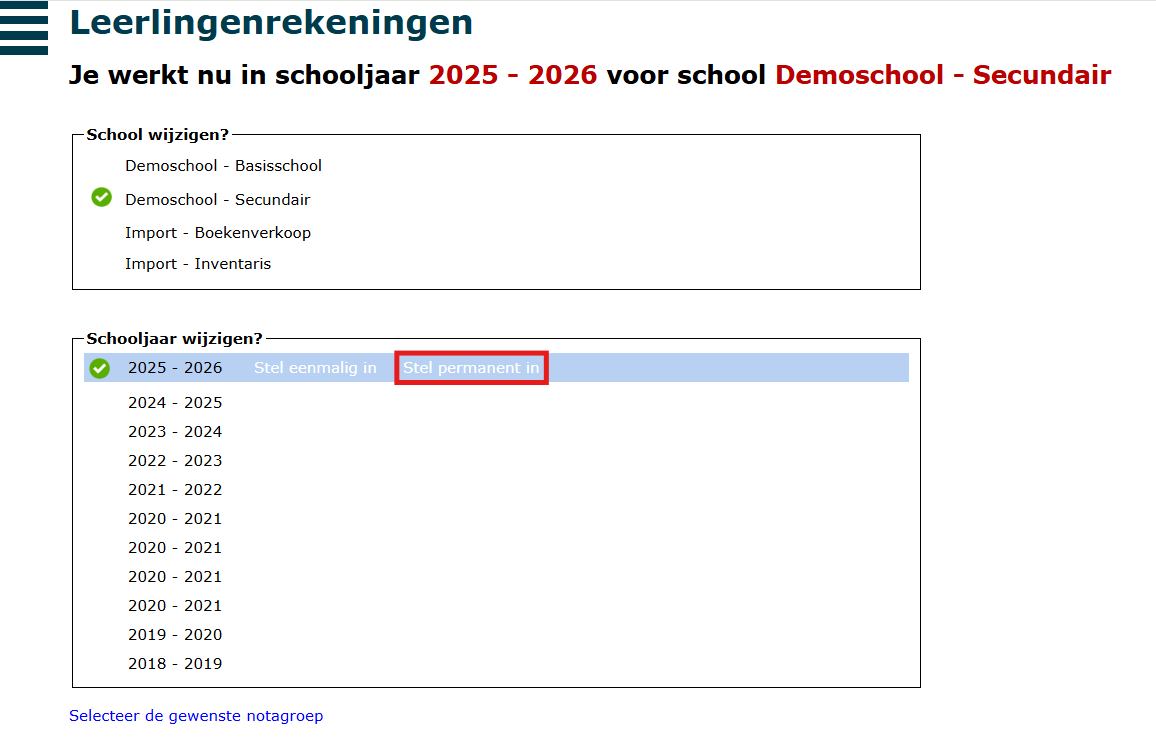 Leerlingenrekeningen
Je werkt nu in schooljaar 2025 - 2026 voor school Demoschool - Secundair
School wijzigen?
Demoschool - Basisschool
Demoschool - Secundair
Import - Boekenverkoop
Import - Inventaris
Schooljaar wijzigen?
2025 - 2026 Stel eenmalig in Stel permanent in
2024 - 2025
2023 - 2024
2022 - 2023
2021 - 2022
2020 - 2021
2020 - 2021
2020 - 2021
2020 - 2021
2019 - 2020
2018 - 2019
Selecteer de gewenste notagroep